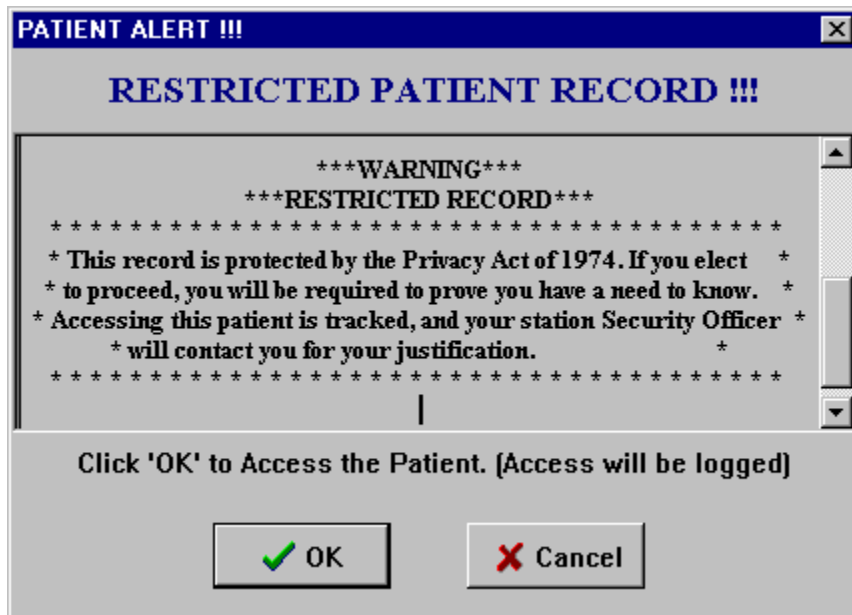 PATIENT ALERT !!!
RESTRICTED PATIENT RECORD !!!
***WARNING***
***RESTRICTED RECORD***
* * * * * * * * * * * * * * * * * * * * * * * * * * * * * * * * * * * * *
* This record is protected by the Privacy Act of 1974. If you elect *
* to proceed, you will be required to prove you have a need to know. *
* Accessing this patient is tracked, and your station Security Officer *
* will contact you for your justification. *
* * * * * * * * * * * * * * * * * * * * * * * * * * * * * * * * * * * * *
Click 'OK' to Access the Patient. (Access will be logged)
OK
Cancel